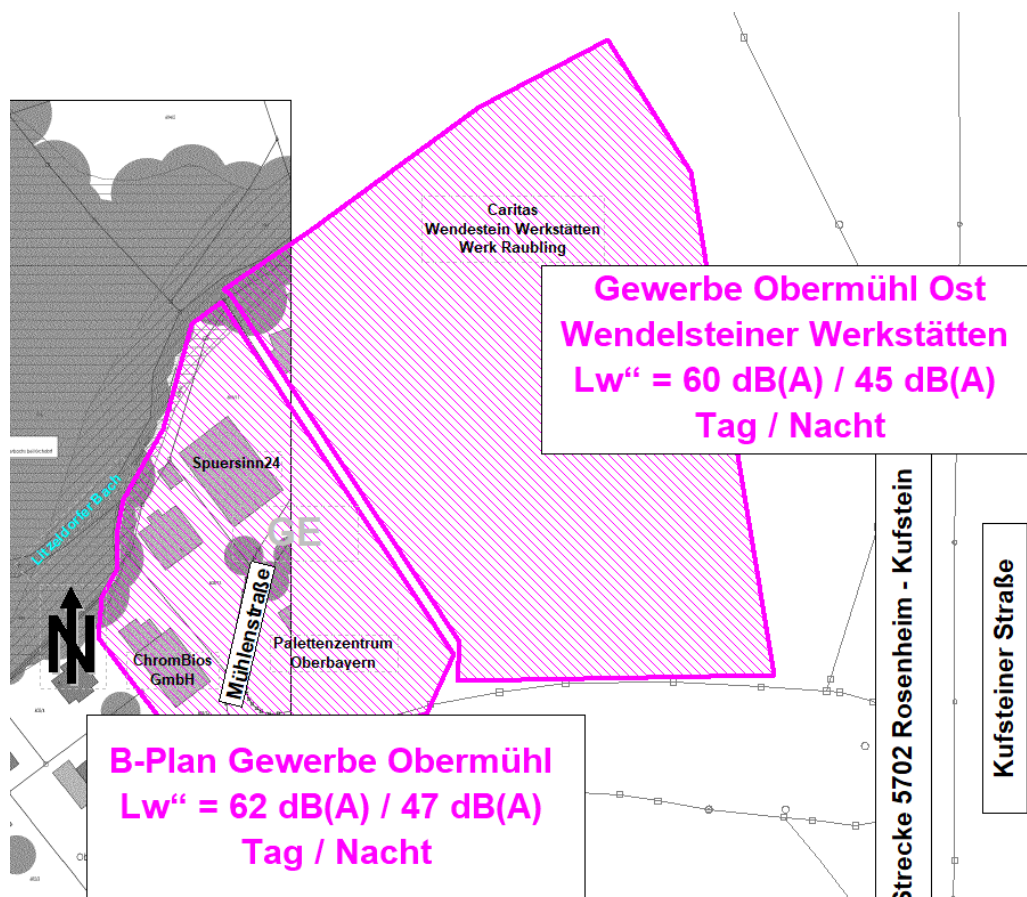 Caritas
Wendestein Werkstätten
Werk Raubling
Gewerbe Obermühl Ost
Wendelsteiner Werkstätten
Lw“ = 60 dB(A) / 45 dB(A)
Tag / Nacht
Spuersinn24
Litzeldorfer Bach
GE
Mühlenstraße
N
ChromBios
GmbH
Palettenzentrum
Oberbayern
Strecke 5702 Rosenheim - Kufstein
Kufsteiner Straße
B-Plan Gewerbe Obermühl
Lw“ = 62 dB(A) / 47 dB(A)
Tag / Nacht